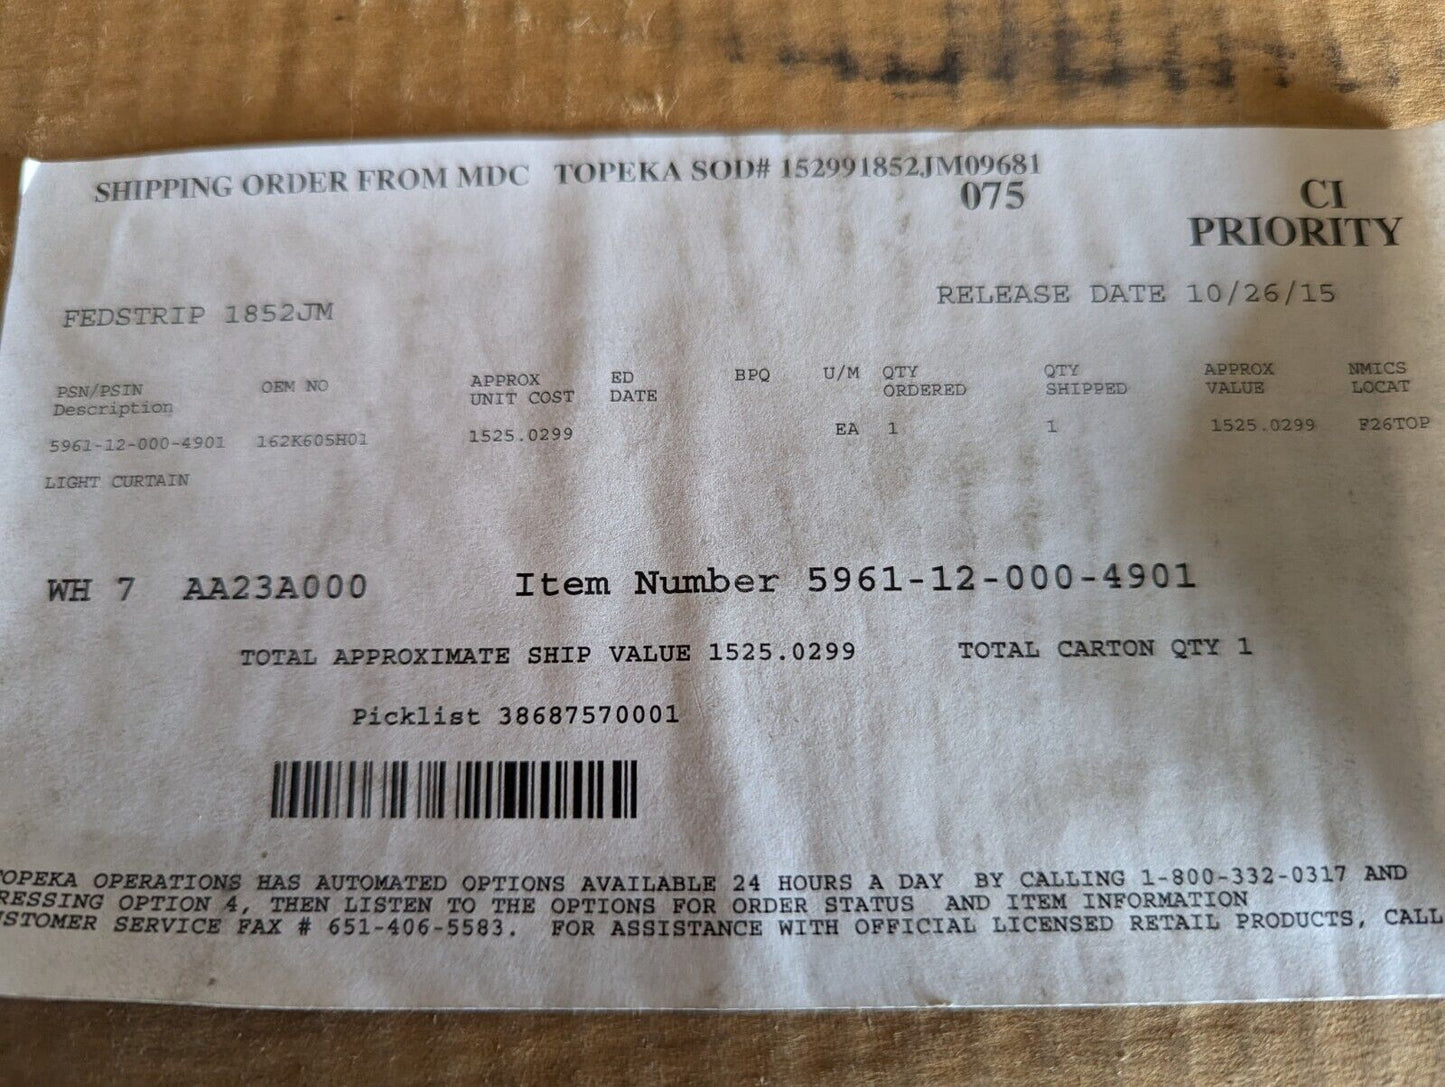 SHIPPING ORDER FROM MDC TOPEKA SOD# 152991852JM09681
075
CI
PRIORITY
FEDSTRIP 1852JM
RELEASE DATE 10/26/15
PSN/PSIN OEM NO APPROX ED BPQ U/M QTY QTY APPROX NMICS
Description UNIT COST DATE ORDERED SHIPPED VALUE LOCAT
5961-12-000-4901 162K605H01 1525.0299 EA 1 1 1525.0299 F26TOP
LIGHT CURTAIN
WH 7 AA23A000 Item Number 5961-12-000-4901
TOTAL APPROXIMATE SHIP VALUE 1525.0299 TOTAL CARTON QTY 1
Picklist 38687570001
OPEKA OPERATIONS HAS AUTOMATED OPTIONS AVAILABLE 24 HOURS A DAY BY CALLING 1-800-332-0317 AND
RESSING OPTION 4, THEN LISTEN TO THE OPTIONS FOR ORDER STATUS AND ITEM INFORMATION
USTOMER SERVICE FAX # 651-406-5583. FOR ASSISTANCE WITH OFFICIAL LICENSED RETAIL PRODUCTS, CALL